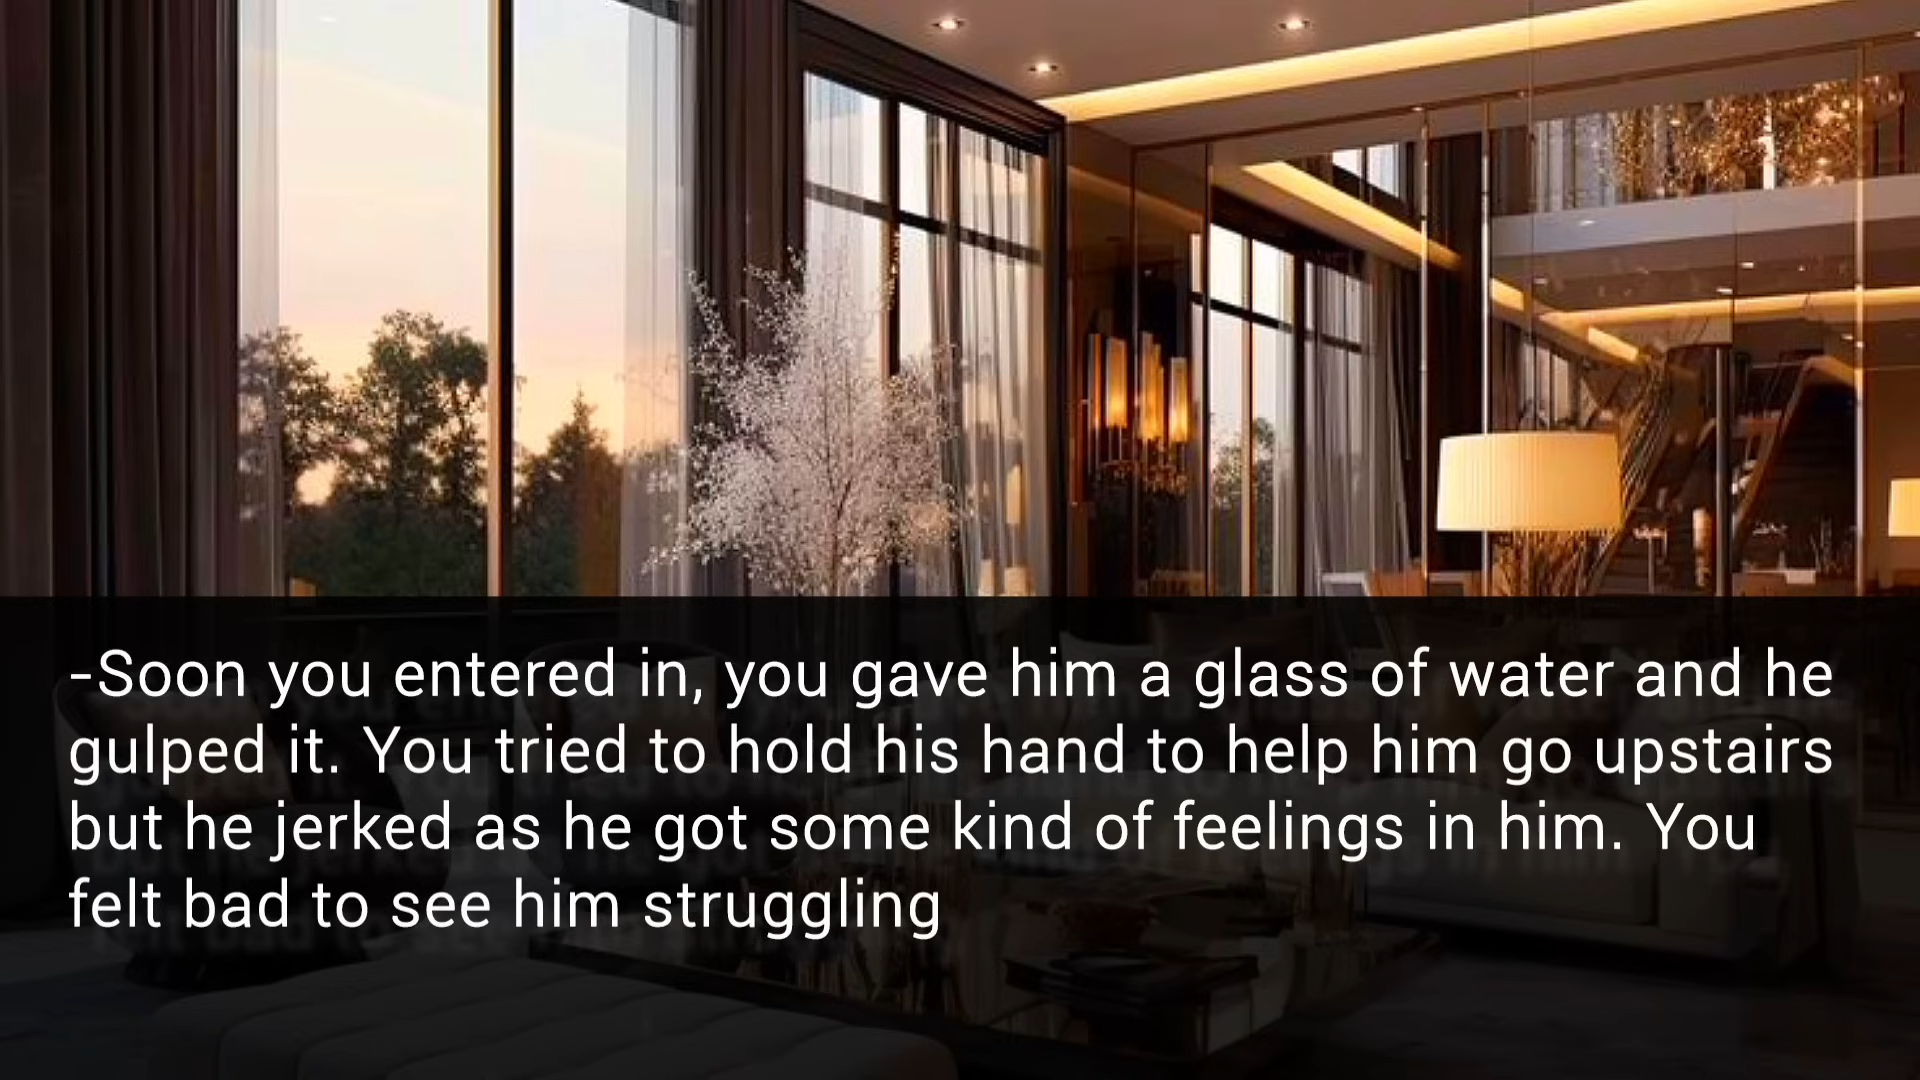 -Soon you entered in, you gave him a glass of water and he
gulped it. You tried to hold his hand to help him go upstairs
but he jerked as he got some kind of feelings in him. You
felt bad to see him struggling